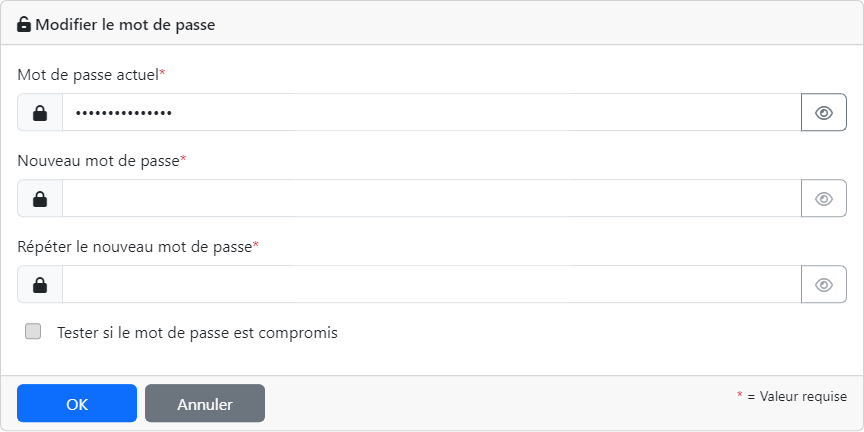 Modifier le mot de passe
Mot de passe actuel*
•••••••••••••••
Nouveau mot de passe*
Répéter le nouveau mot de passe*
Tester si le mot de passe est compromis
OK
Annuler
* = Valeur requise